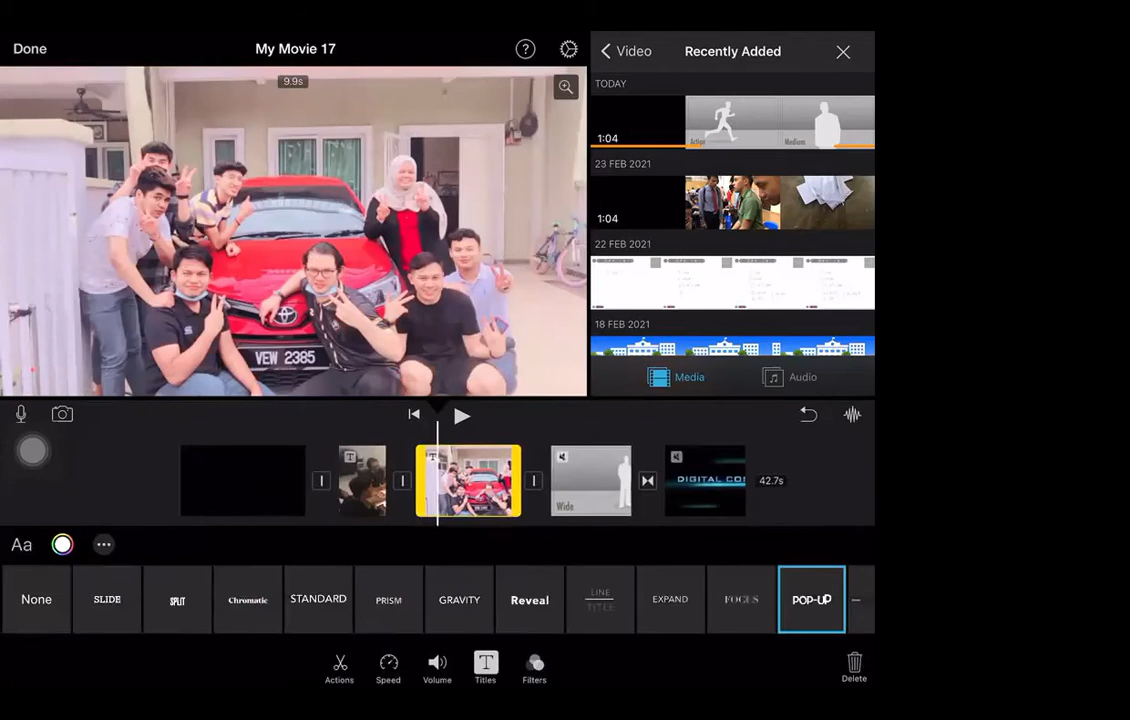 Done
My Movie 17
?
Video
Recently Added
9.9s
TODAY
1:04
Action
Medium
23 FEB 2021
1:04
22 FEB 2021
18 FEB 2021
VEW 2385
Media
Audio
T
T
Wide
DIGITAL CO
42.7s
Aa
None
SLIDE
SPLIT
Chromatic
STANDARD
PRISM
GRAVITY
Reveal
LINE
TITLE
EXPAND
FOCUS
POP-UP
Actions
Speed
Volume
T
Titles
Filters
Delete